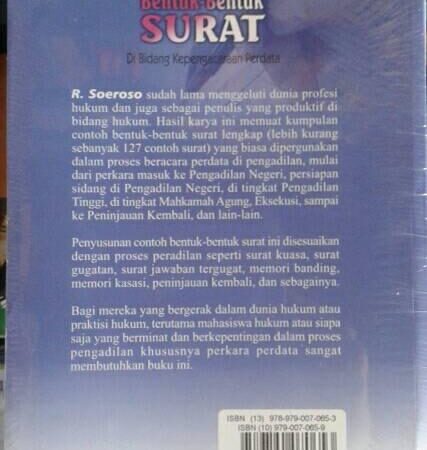 Bentuk-Bentuk
SURAT
Di Bidang Kepengacaraan Perdata
R. Soeroso sudah lama menggeluti dunia profesi
hukum dan juga sebagai penulis yang produktif di
bidang hukum. Hasil karya ini memuat kumpulan
contoh bentuk-bentuk surat lengkap (lebih kurang
sebanyak 127 contoh surat) yang biasa dipergunakan
dalam proses beracara perdata di pengadilan, mulai
dari perkara masuk ke Pengadilan Negeri, persiapan
sidang di Pengadilan Negeri, di tingkat Pengadilan
Tinggi, di tingkat Mahkamah Agung, Eksekusi, sampai
ke Peninjauan Kembali, dan lain-lain.
Penyusunan contoh bentuk-bentuk surat ini disesuaikan
dengan proses peradilan seperti surat kuasa, surat
gugatan, surat jawaban tergugat, memori banding,
memori kasasi, peninjauan kembali, dan sebagainya.
Bagi mereka yang bergerak dalam dunia hukum atau
praktisi hukum, terutama mahasiswa hukum atau siapa
saja yang berminat dan berkepentingan dalam proses
pengadilan khususnya perkara perdata sangat
membutuhkan buku ini.
ISBN (13) 978-979-007-065-3
ISBN (10) 979-007-065-9